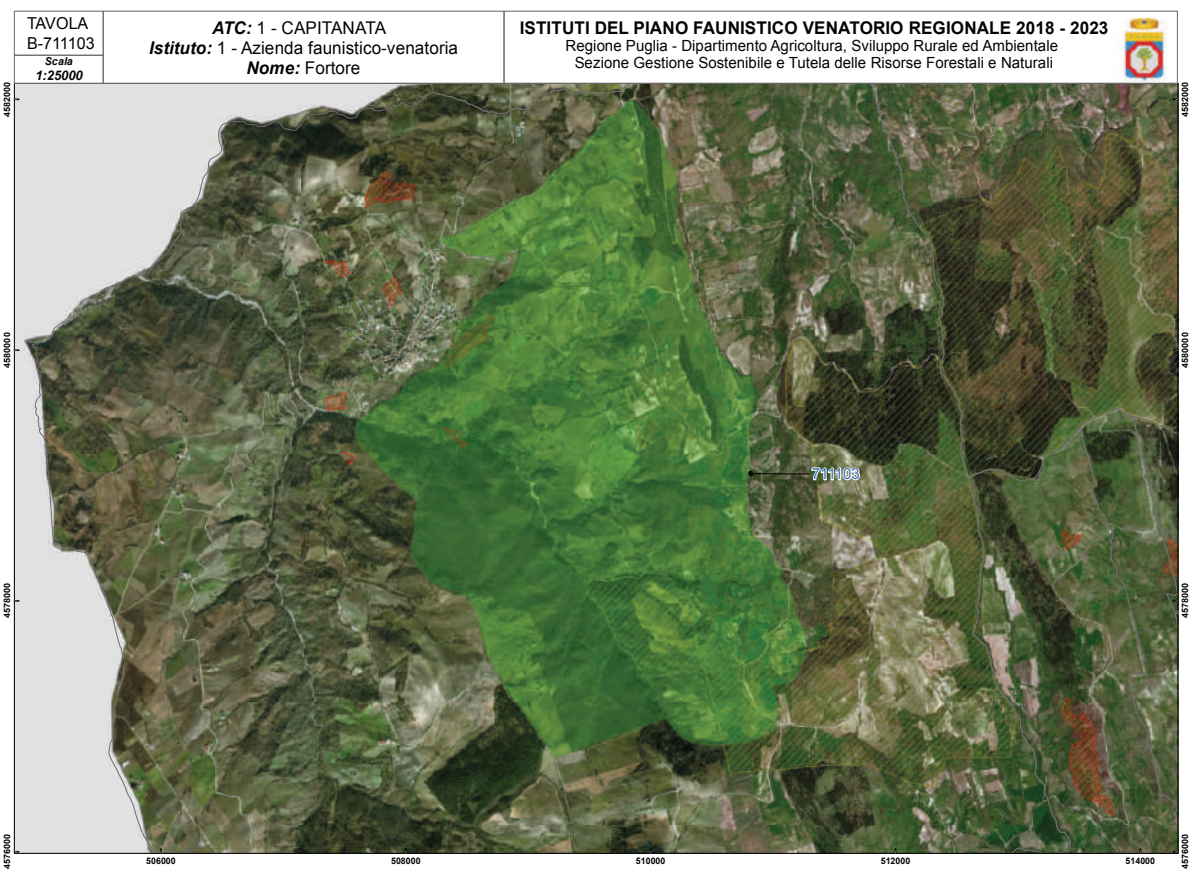 TAVOLA
B-711103
Scala
1:25000
ATC: 1 - CAPITANATA
Istituto: 1 - Azienda faunistico-venatoria
Nome: Fortore
ISTITUTI DEL PIANO FAUNISTICO VENATORIO REGIONALE 2018 - 2023
Regione Puglia - Dipartimento Agricoltura, Sviluppo Rurale ed Ambientale
Sezione Gestione Sostenibile e Tutela delle Risorse Forestali e Naturali
4582000
4582000
4580000
4580000
711103
4578000
4578000
4576000
4576000
506000
508000
510000
512000
514000